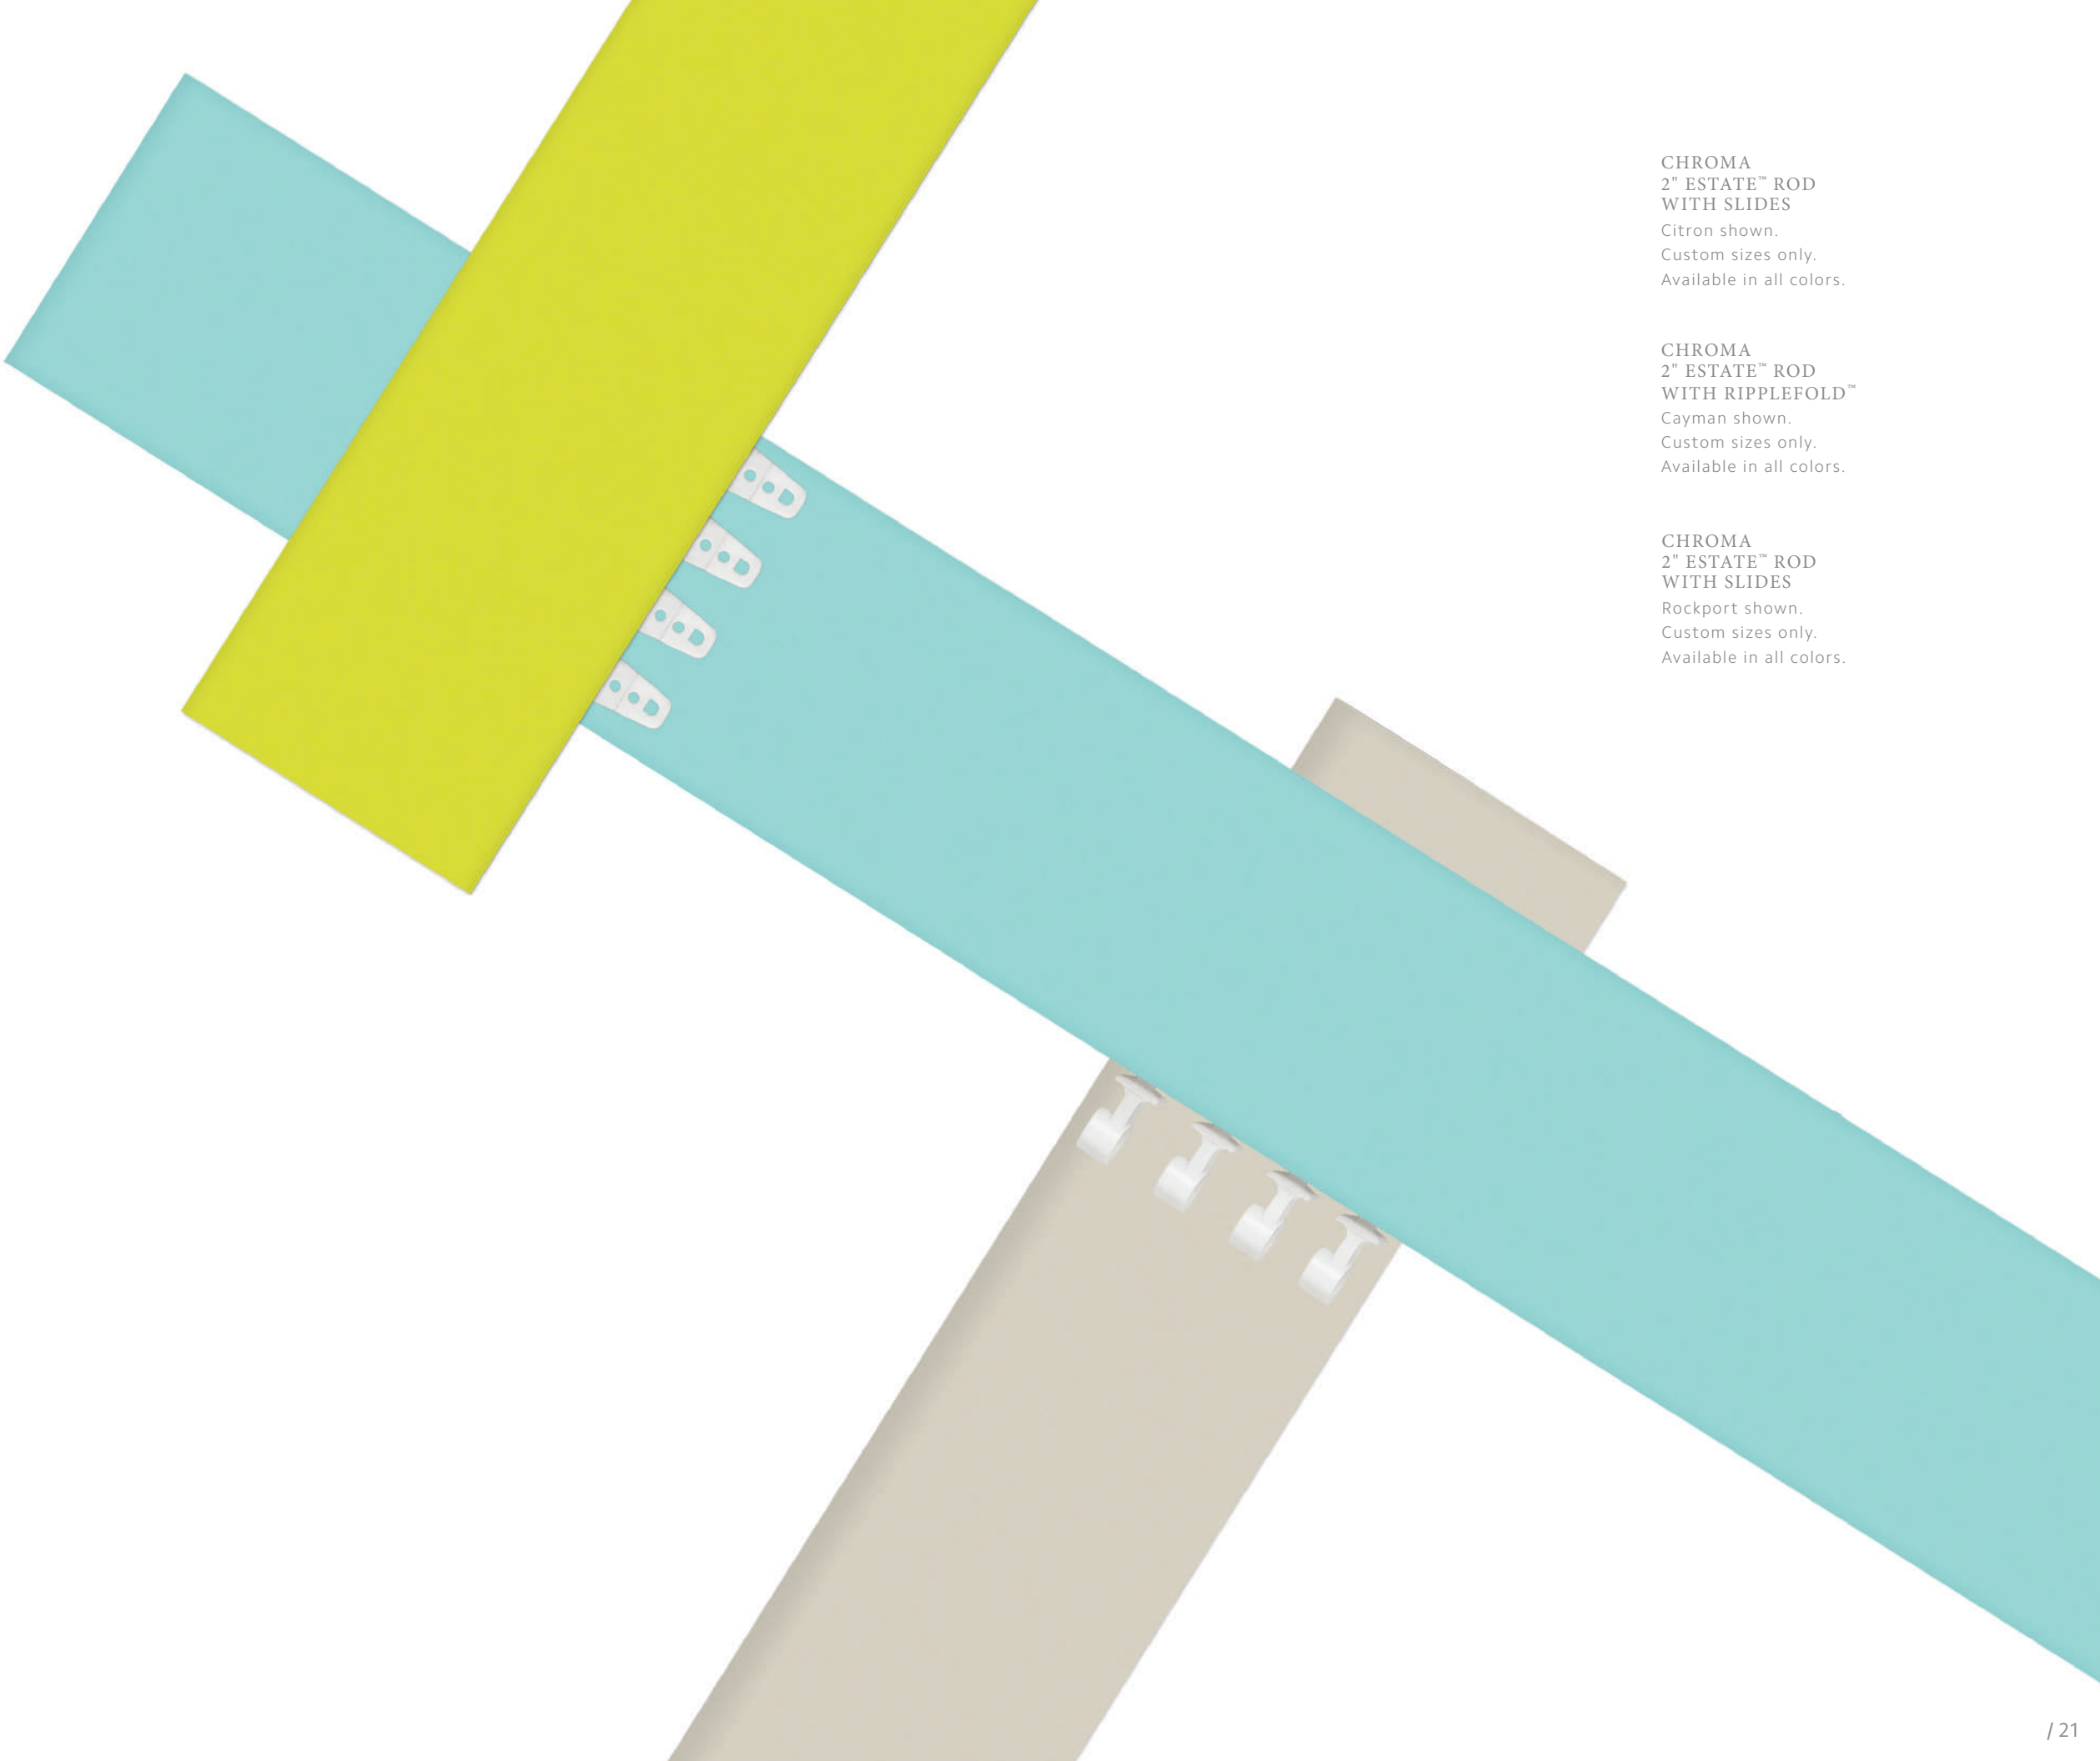 CHROMA
2" ESTATE™ ROD
WITH SLIDES
Citron shown.
Custom sizes only.
Available in all colors.
CHROMA
2" ESTATE™ ROD
WITH RIPPLEFOLD™
Cayman shown.
Custom sizes only.
Available in all colors.
CHROMA
2" ESTATE™ ROD
WITH SLIDES
Rockport shown.
Custom sizes only.
Available in all colors.
/ 21